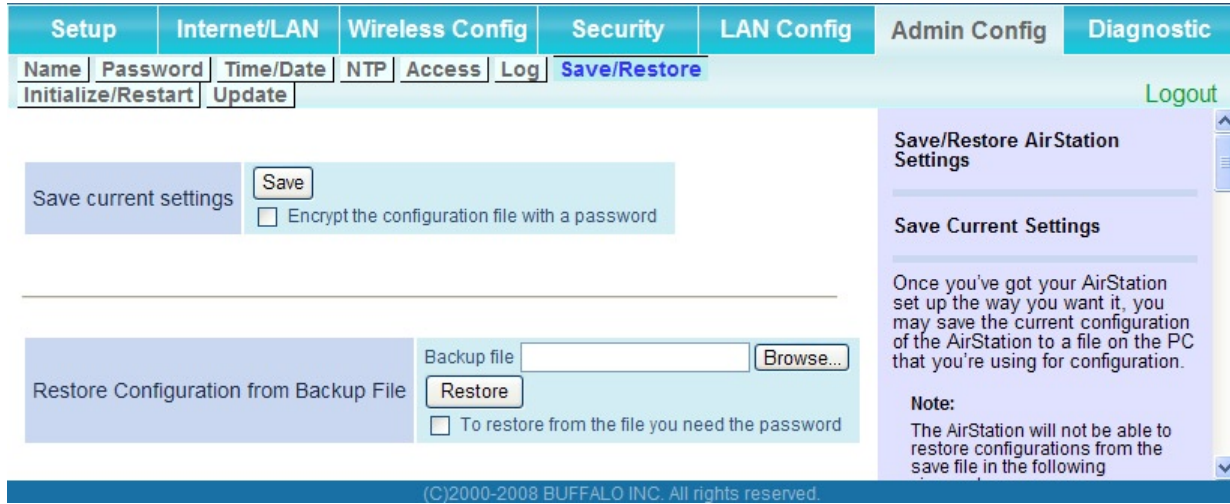 Setup Internet/LAN Wireless Config Security LAN Config Admin Config Diagnostic
Name Password Time/Date NTP Access Log Save/Restore
Initialize/Restart Update
Logout
Save current settings
Save
Encrypt the configuration file with a password
Restore Configuration from Backup File
Backup file Browse...
Restore
To restore from the file you need the password
Save/Restore AirStation
Settings
Save Current Settings
Once you've got your AirStation
set up the way you want it, you
may save the current configuration
of the AirStation to a file on the PC
that you're using for configuration.
Note:
The AirStation will not be able to
restore configurations from the
save file in the following
(C)2000-2008 BUFFALO INC. All rights reserved.